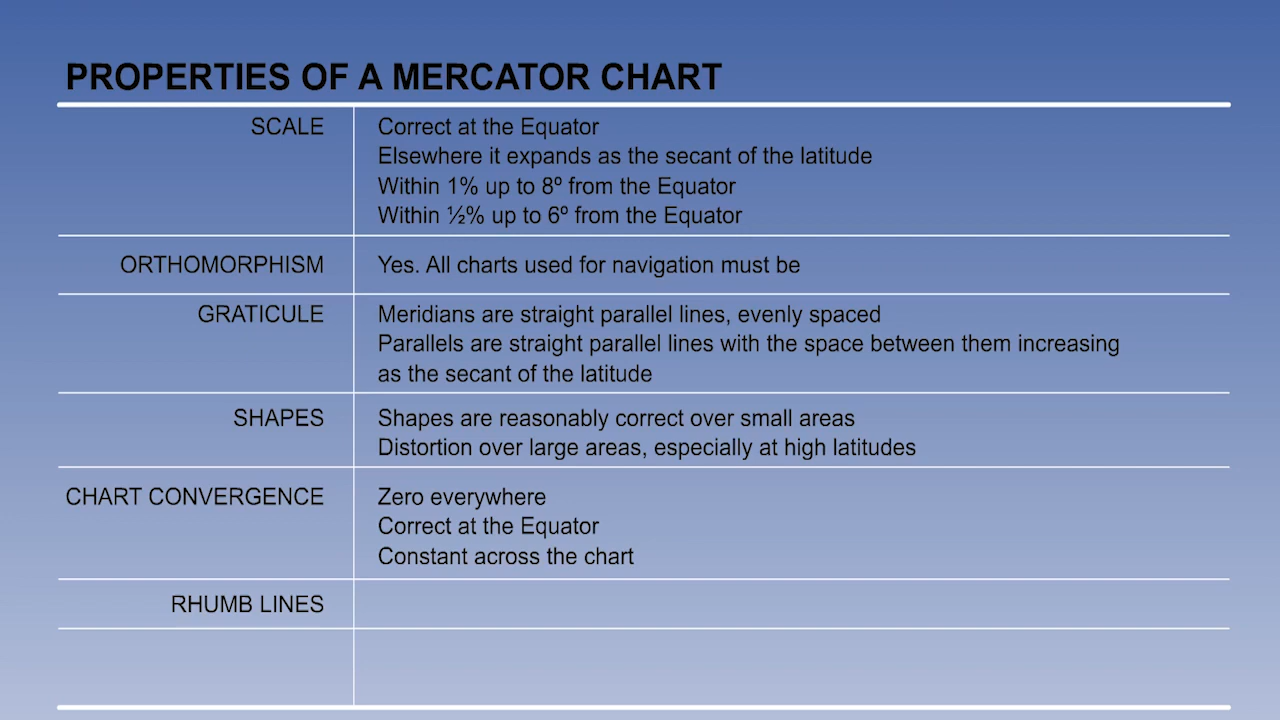 PROPERTIES OF A MERCATOR CHART
SCALE
Correct at the Equator
Elsewhere it expands as the secant of the latitude
Within 1% up to 8º from the Equator
Within ½% up to 6º from the Equator
ORTHOMORPHISM
Yes. All charts used for navigation must be
GRATICULE
Meridians are straight parallel lines, evenly spaced
Parallels are straight parallel lines with the space between them increasing
as the secant of the latitude
SHAPES
Shapes are reasonably correct over small areas
Distortion over large areas, especially at high latitudes
CHART CONVERGENCE
Zero everywhere
Correct at the Equator
Constant across the chart
RHUMB LINES